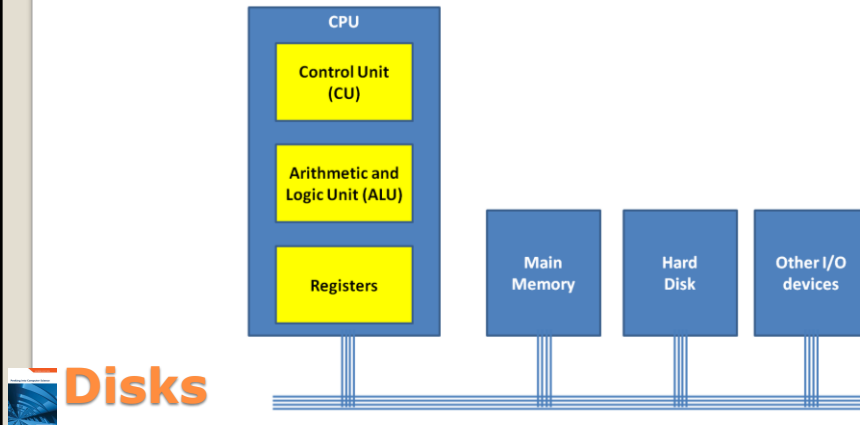 CPU
Control Unit
(CU)
Arithmetic and
Logic Unit (ALU)
Registers
Main
Memory
Hard
Disk
Other I/O
devices
Disks